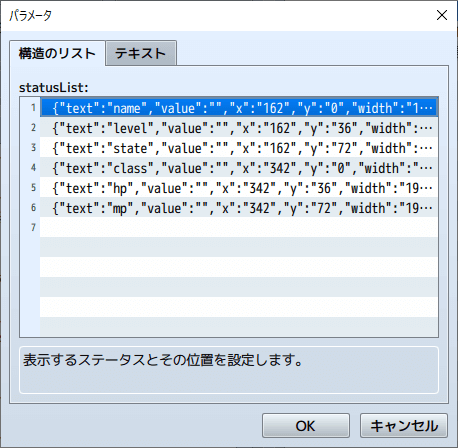 パラメータ
構造のリスト テキスト
statusList:
1 {"text":"name","value":"","x":"162","y":"0","width":"1…
2 {"text":"level","value":"","x":"162","y":"36","width":…
3 {"text":"state","value":"","x":"162","y":"72","width":…
4 {"text":"class","value":"","x":"342","y":"0","width":"…
5 {"text":"hp","value":"","x":"342","y":"36","width":"19…
6 {"text":"mp","value":"","x":"342","y":"72","width":"19…
7
表示するステータスとその位置を設定します。
OK キャンセル